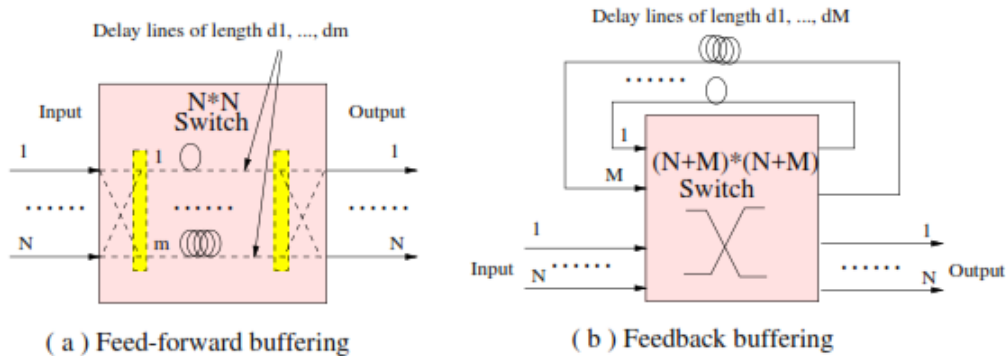 Delay lines of length d1, ..., dm
Input
N*N
Switch
Output
1
1
1
......
......
......
N
m
N
( a ) Feed-forward buffering
Delay lines of length d1, ..., dM
......
1
M
(N+M)*(N+M)
Switch
1
1
Input
......
......
Output
N
N
( b ) Feedback buffering